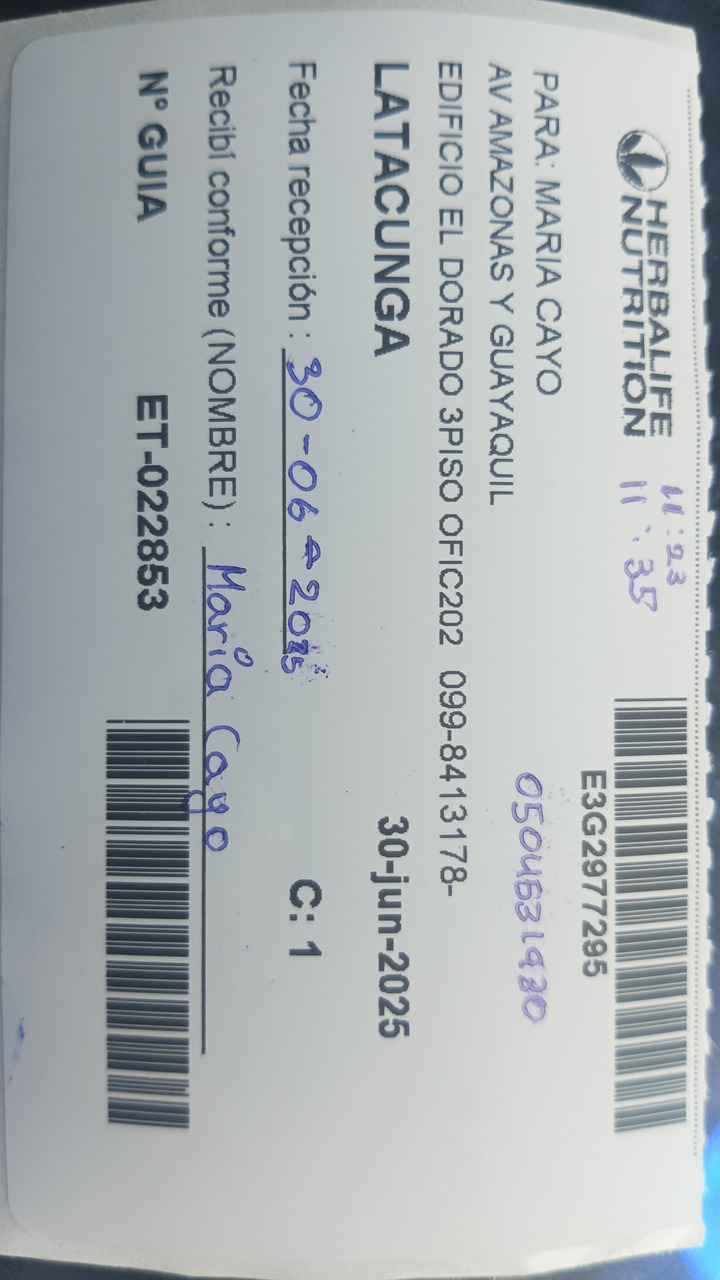 HERBALIFE
NUTRITION
11:23
11:35
E3G2977295
PARA: MARIA CAYO
0504531930
AV AMAZONAS Y GUAYAQUIL
EDIFICIO EL DORADO 3PISO OFIC202 099-8413178-
LATACUNGA 30-jun-2025
Fecha recepción : 30-06-2025 C: 1
Recibí conforme (NOMBRE) : María Cayo
N° GUIA ET-022853